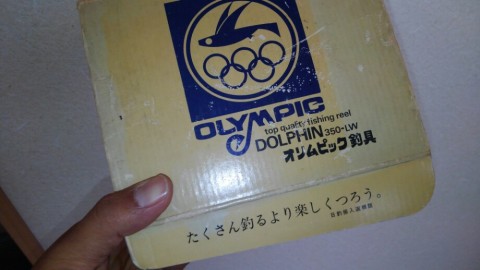 OLYMPIC
top quality fishing reel
DOLPHIN 350-LW
オリムピック釣具
たくさん釣るより楽しくつろう。